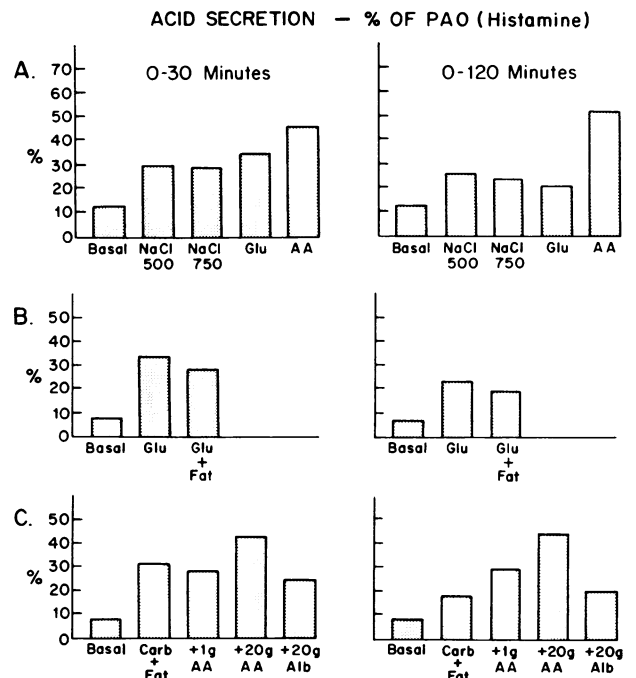 ACID SECRETION – % OF PAO (Histamine)
A.
0-30 Minutes
0-120 Minutes
70
60
50
40
30
20
10
0
%
Basal NaCl 500 NaCl 750 Glu AA
Basal NaCl 500 NaCl 750 Glu AA
B.
50
40
30
20
10
0
%
Basal Glu Glu + Fat
Basal Glu Glu + Fat
C.
50
40
30
20
10
0
%
Basal Carb + Fat +1g AA +20g AA +20g Alb
Basal Carb + Fat +1g AA +20g AA +20g Alb